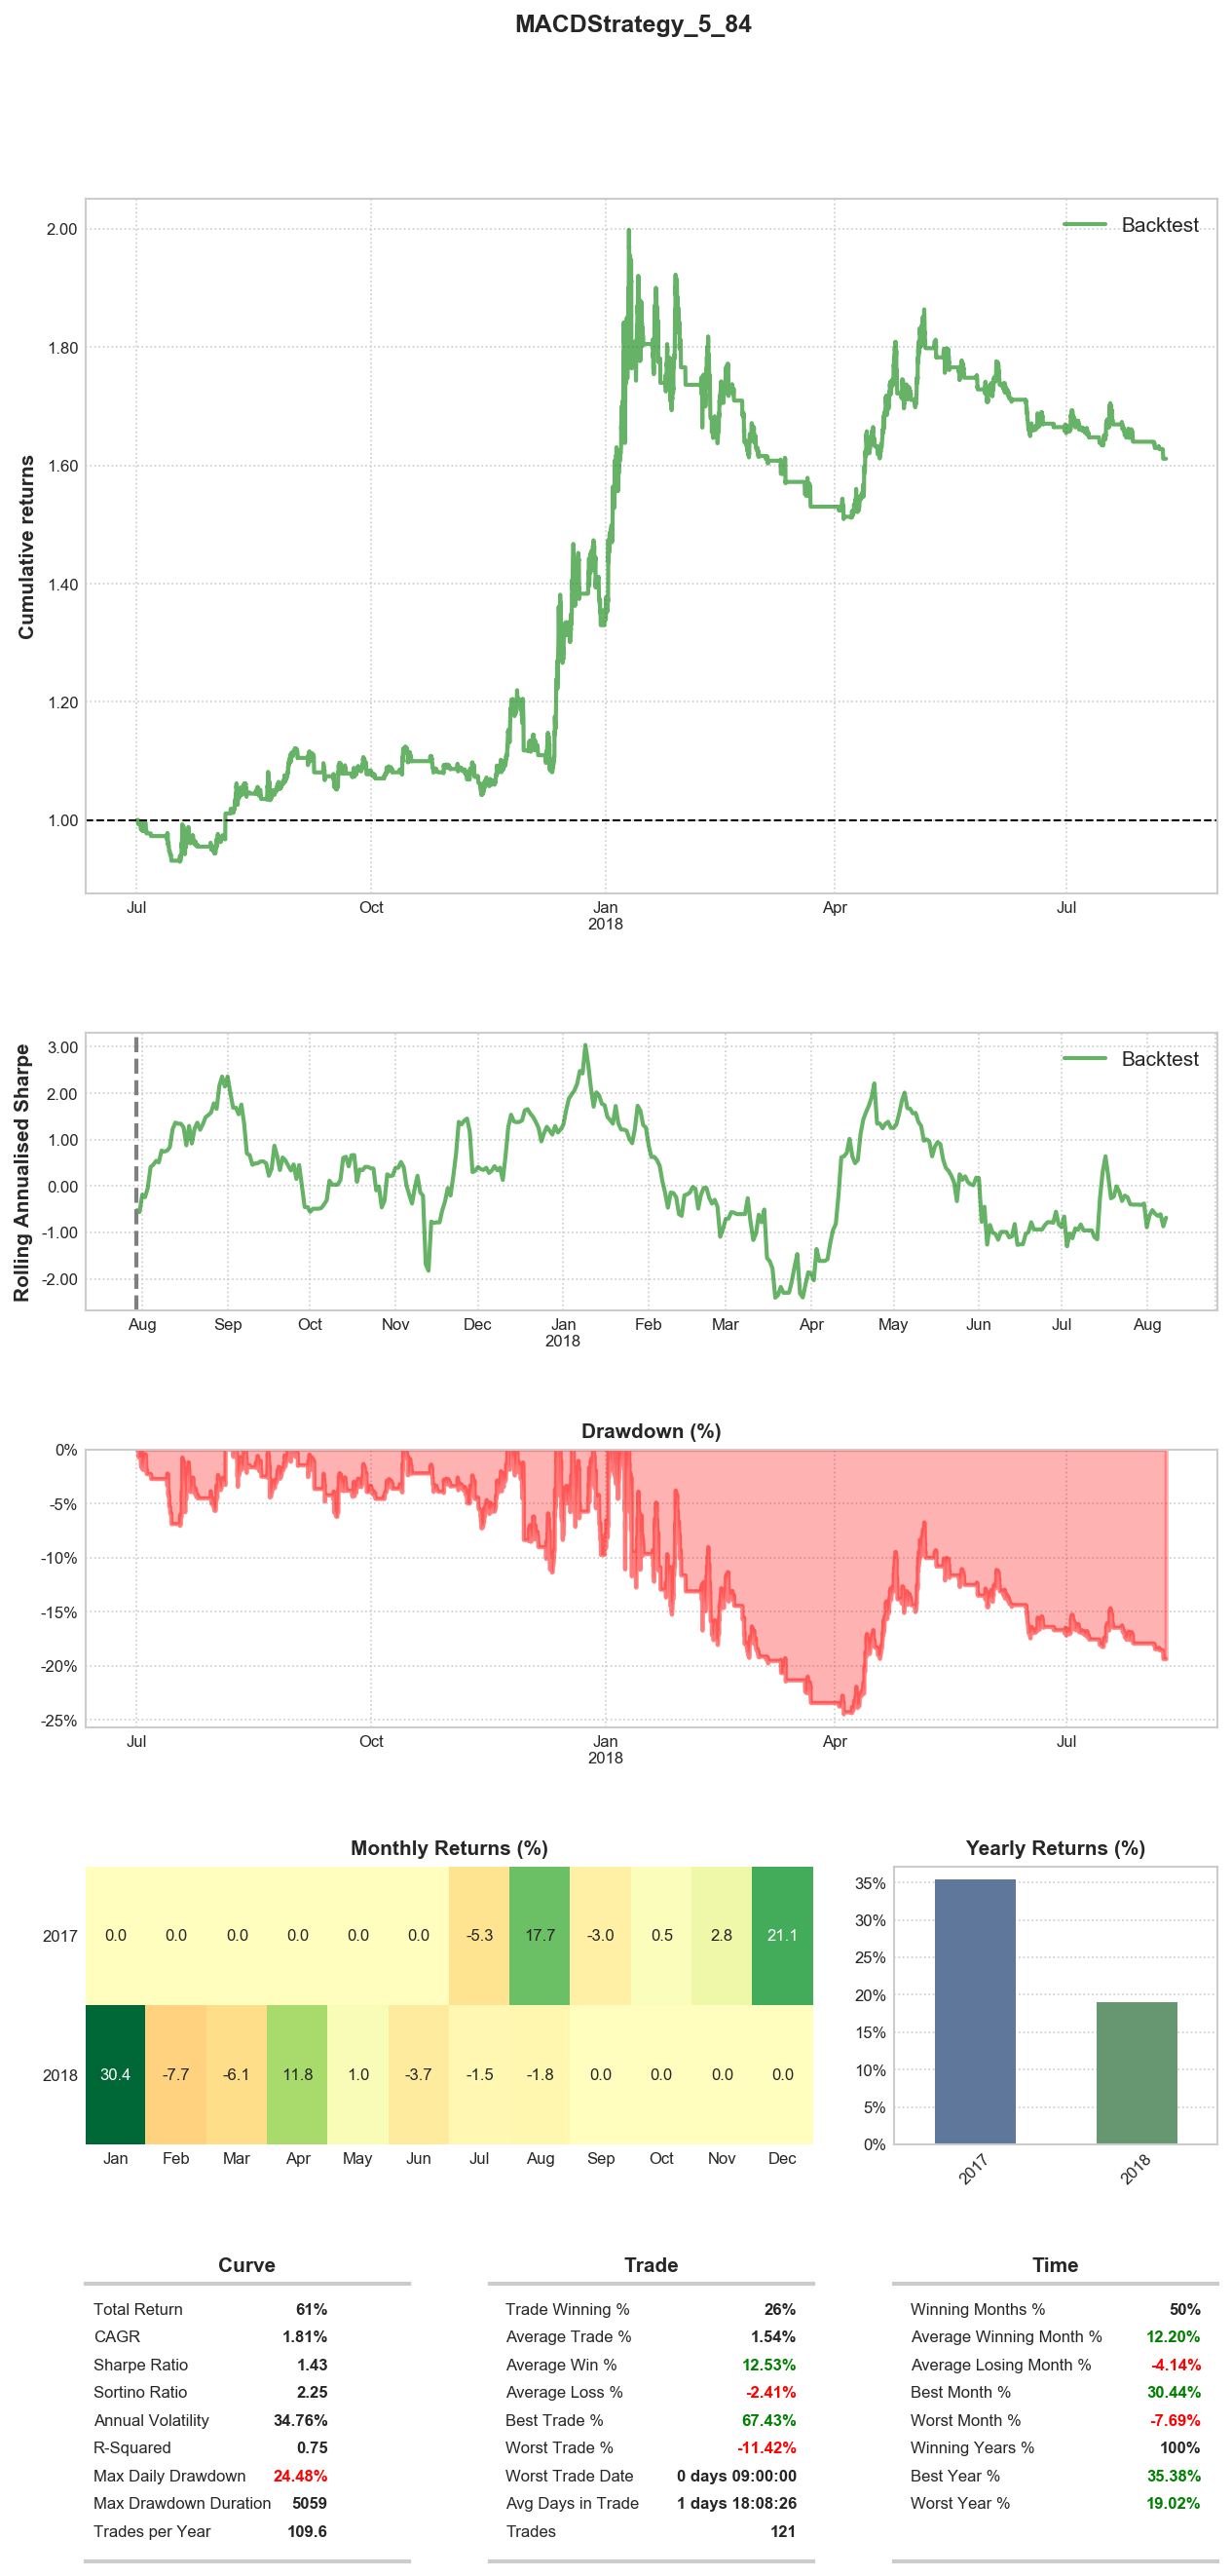 MACDStrategy_5_84
Cumulative returns
2.00
1.80
1.60
1.40
1.20
1.00
Backtest
Jul Oct Jan Apr Jul
2018
Rolling Annualised Sharpe
3.00
2.00
1.00
0.00
-1.00
-2.00
Backtest
Aug Sep Oct Nov Dec Jan Feb Mar Apr May Jun Jul Aug
2018
Drawdown (%)
0%
-5%
-10%
-15%
-20%
-25%
Jul Oct Jan Apr Jul
2018
Monthly Returns (%)
2017 0.0 0.0 0.0 0.0 0.0 0.0 -5.3 17.7 -3.0 0.5 2.8 21.1
2018 30.4 -7.7 -6.1 11.8 1.0 -3.7 -1.5 -1.8 0.0 0.0 0.0 0.0
Jan Feb Mar Apr May Jun Jul Aug Sep Oct Nov Dec
Yearly Returns (%)
35%
30%
25%
20%
15%
10%
5%
0%
2017 2018
Curve
Total Return 61%
CAGR 1.81%
Sharpe Ratio 1.43
Sortino Ratio 2.25
Annual Volatility 34.76%
R-Squared 0.75
Max Daily Drawdown 24.48%
Max Drawdown Duration 5059
Trades per Year 109.6
Trade
Trade Winning % 26%
Average Trade % 1.54%
Average Win % 12.53%
Average Loss % -2.41%
Best Trade % 67.43%
Worst Trade % -11.42%
Worst Trade Date 0 days 09:00:00
Avg Days in Trade 1 days 18:08:26
Trades 121
Time
Winning Months % 50%
Average Winning Month % 12.20%
Average Losing Month % -4.14%
Best Month % 30.44%
Worst Month % -7.69%
Winning Years % 100%
Best Year % 35.38%
Worst Year % 19.02%